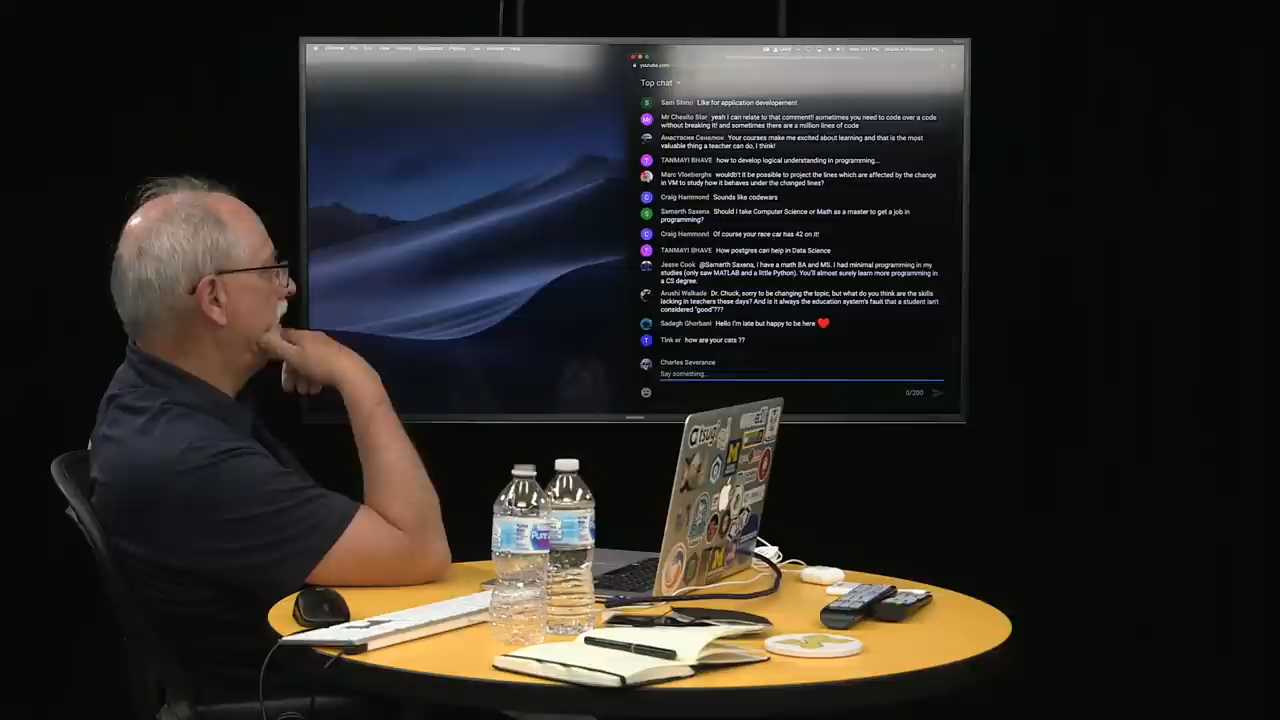 youtube.com
Top chat
Sam Shino Like for application developement
Mr Chesito Star yeah I can relate to that comment!! sometimes you need to code over a code
without breaking it! and sometimes there are a million lines of code
Анастасия Сенелюк Your courses make me excited about learning and that is the most
valuable thing a teacher can do, I think!
TANMAYI BHAVE how to develop logical understanding in programming...
Marc Vloeberghs wouldb't it be possible to project the lines which are affected by the change
in VM to study how it behaves under the changed lines?
Craig Hammond Sounds like codewars
Samarth Saxena Should I take Computer Science or Math as a master to get a job in
programming?
Craig Hammond Of course your race car has 42 on it!
TANMAYI BHAVE How postgres can help in Data Science
Jesse Cook @Samarth Saxena, I have a math BA and MS. I had minimal programming in my
studies (only saw MATLAB and a little Python). You'll almost surely learn more programming in
a CS degree.
Arushi Walkade Dr. Chuck, sorry to be changing the topic, but what do you think are the skills
lacking in teachers these days? And is it always the education system's fault that a student isn't
considered "good"???
Sadegh Ghorbani Hello I'm late but happy to be here ❤️
Tink er how are your cats ??
Charles Severance
Say something...
0/200
tsugi
M
M